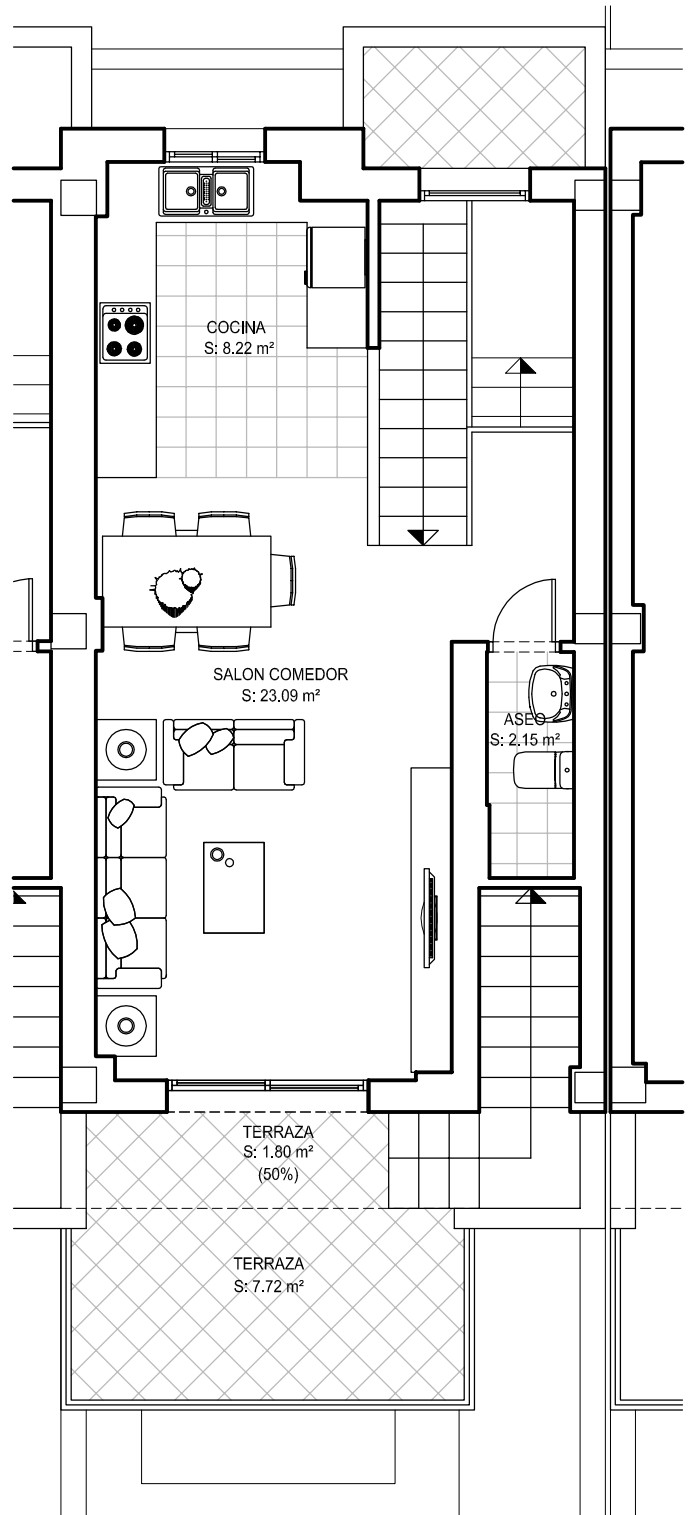 COCINA
S: 8.22 m²
SALON COMEDOR
S: 23.09 m²
ASEO
S: 2.15 m²
TERRAZA
S: 1.80 m²
(50%)
TERRAZA
S: 7.72 m²